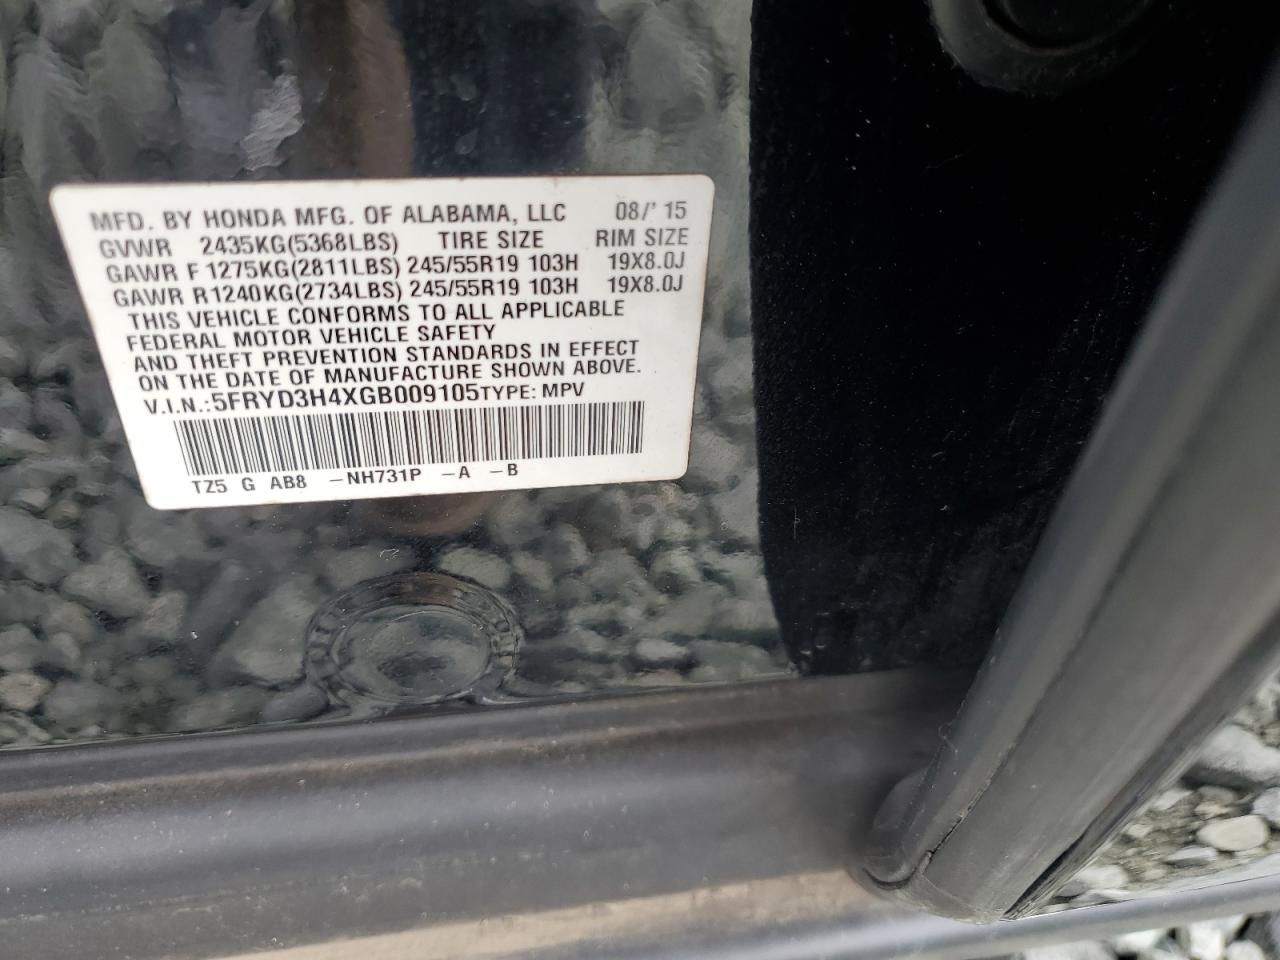 MFD. BY HONDA MFG. OF ALABAMA, LLC 08/' 15
GVWR 2435KG(5368LBS) TIRE SIZE RIM SIZE
GAWR F 1275KG(2811LBS) 245/55R19 103H 19X8.0J
GAWR R1240KG(2734LBS) 245/55R19 103H 19X8.0J
THIS VEHICLE CONFORMS TO ALL APPLICABLE
FEDERAL MOTOR VEHICLE SAFETY
AND THEFT PREVENTION STANDARDS IN EFFECT
ON THE DATE OF MANUFACTURE SHOWN ABOVE.
V.I.N.:5FRYD3H4XGB009105TYPE: MPV
TZ5 G AB8 -NH731P -A -B